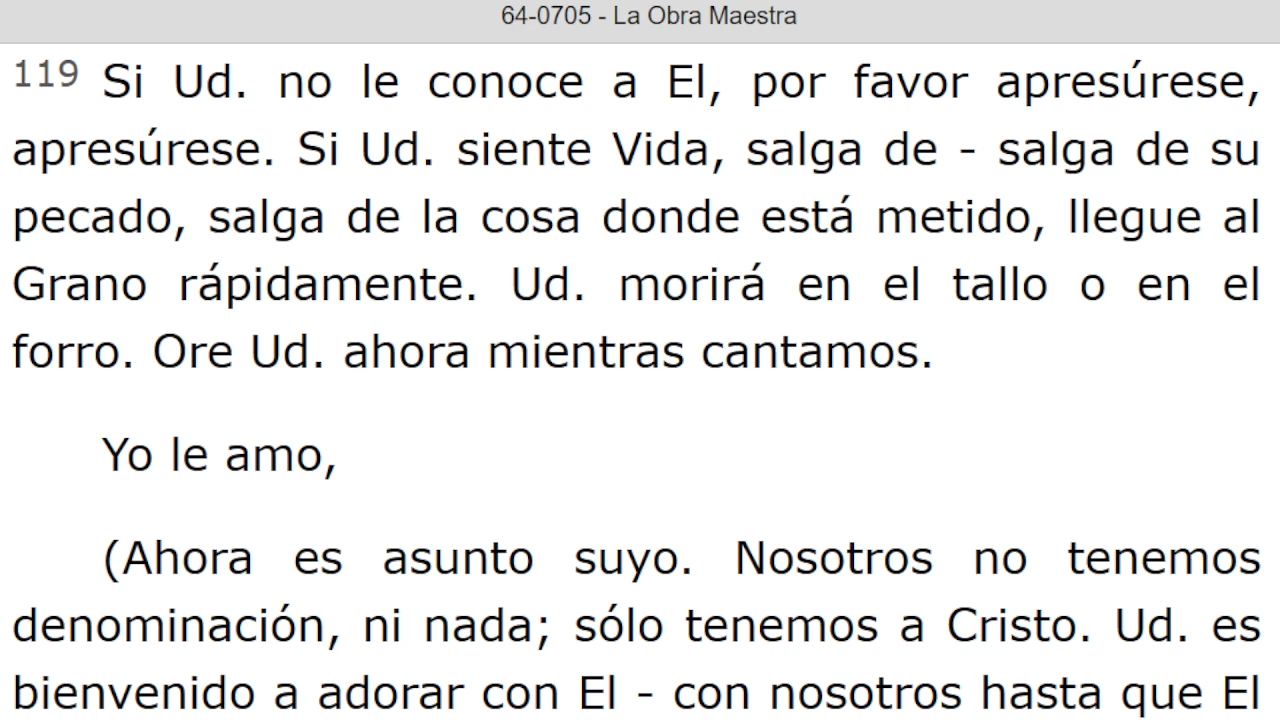 64-0705 - La Obra Maestra
119 Si Ud. no le conoce a El, por favor apresúrese,
apresúrese. Si Ud. siente Vida, salga de - salga de su
pecado, salga de la cosa donde está metido, llegue al
Grano rápidamente. Ud. morirá en el tallo o en el
forro. Ore Ud. ahora mientras cantamos.
Yo le amo,
(Ahora es asunto suyo. Nosotros no tenemos
denominación, ni nada; sólo tenemos a Cristo. Ud. es
bienvenido a adorar con El - con nosotros hasta que El